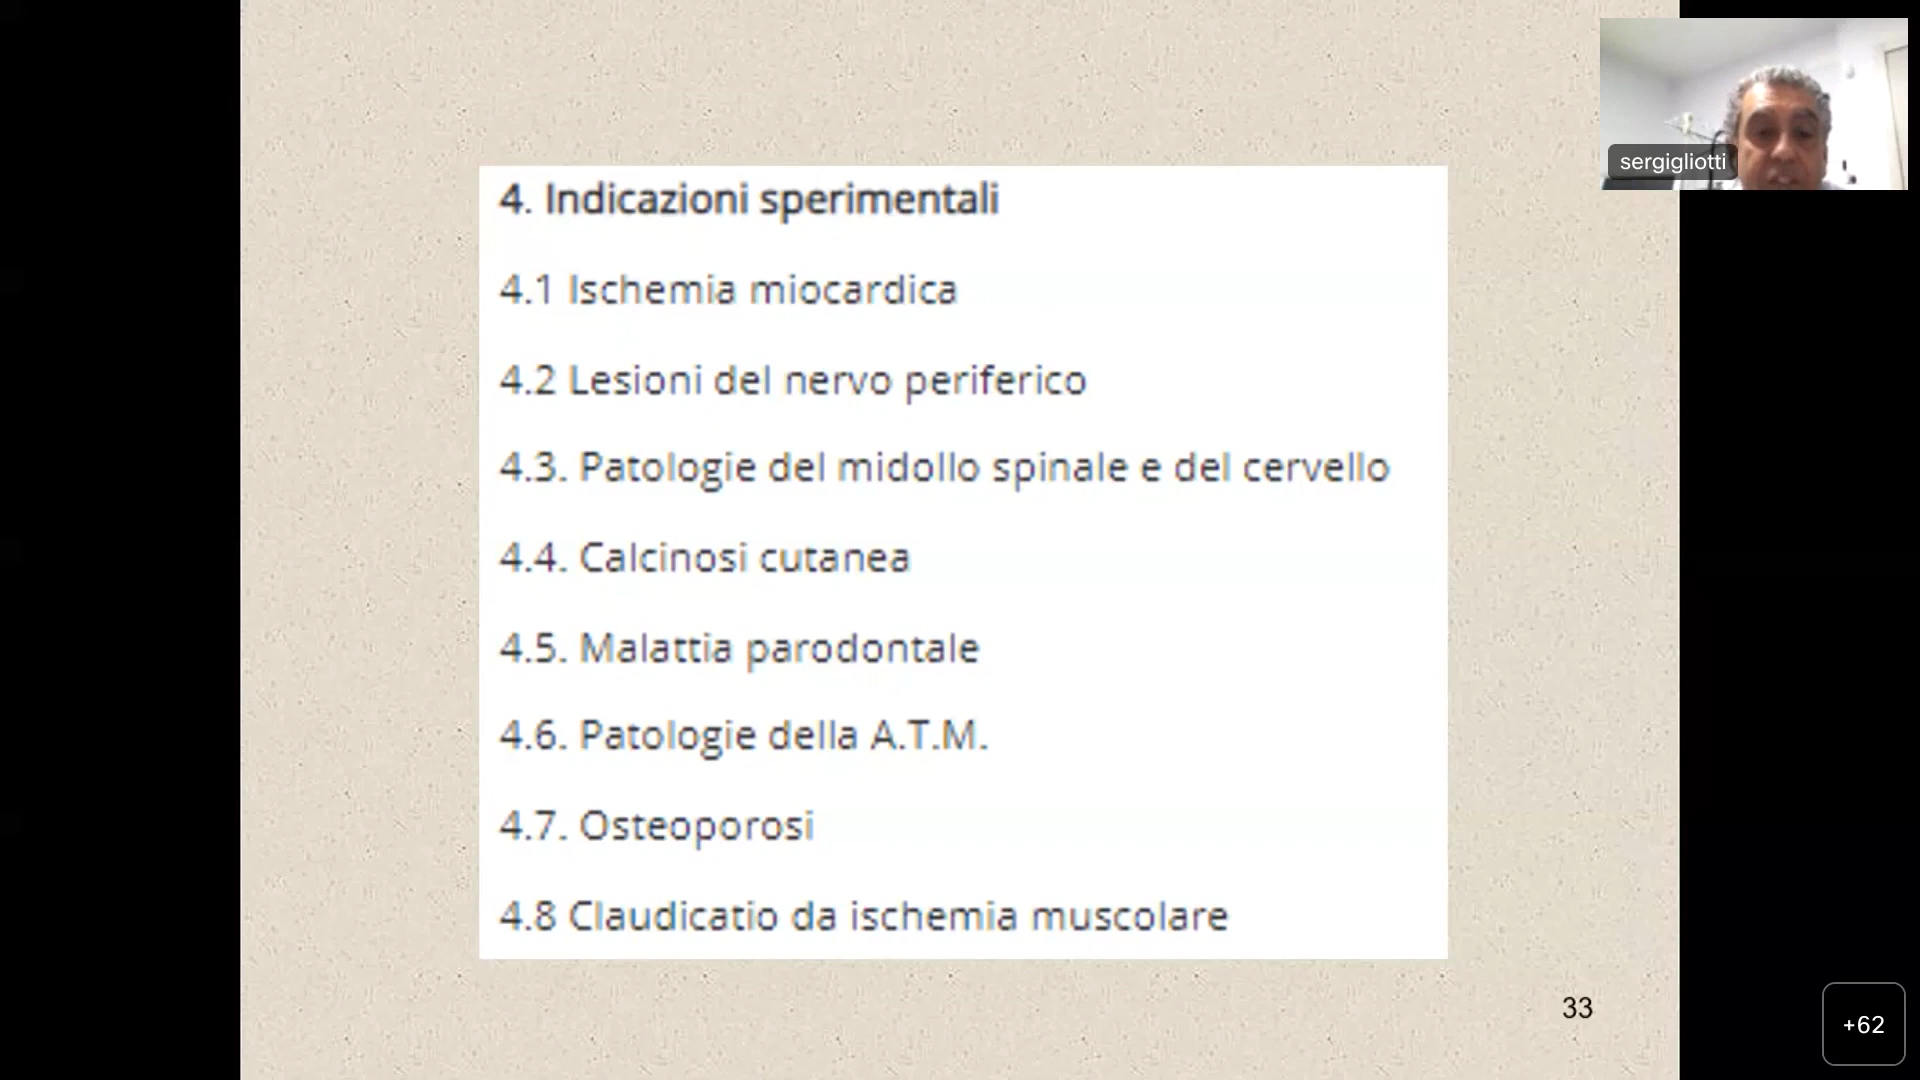 4. Indicazioni sperimentali
4.1 Ischemia miocardica
4.2 Lesioni del nervo periferico
4.3. Patologie del midollo spinale e del cervello
4.4. Calcinosi cutanea
4.5. Malattia parodontale
4.6. Patologie della A.T.M.
4.7. Osteoporosi
4.8 Claudicatio da ischemia muscolare
33
sergigliotti
+62